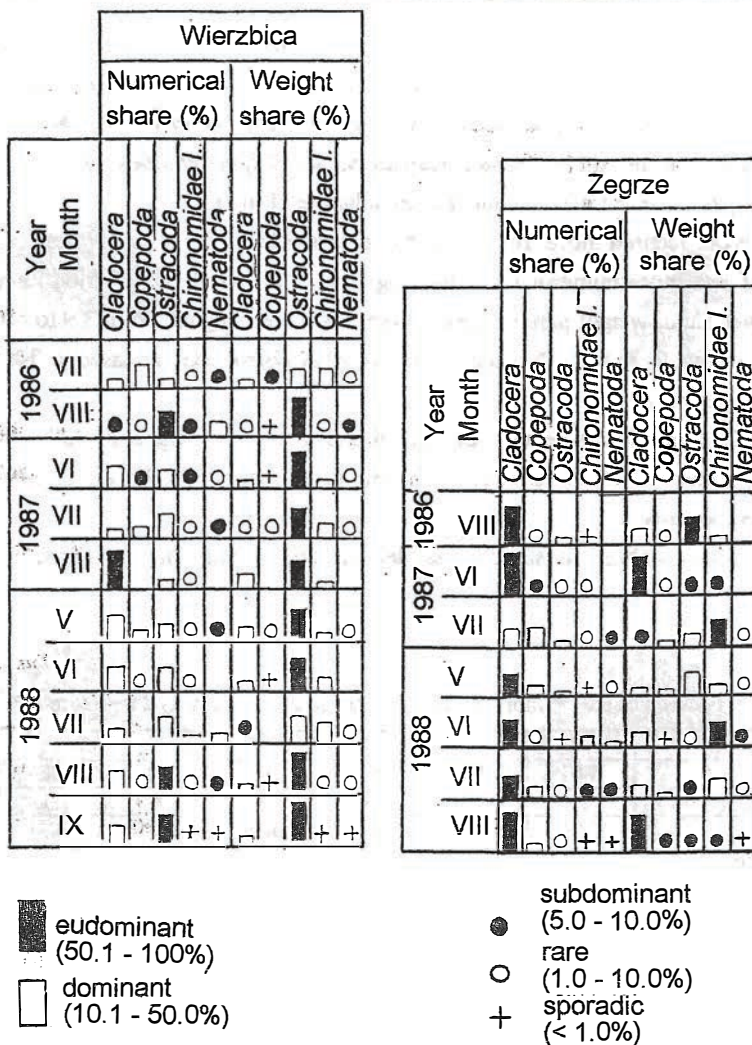 Wierzbica
Numerical share (%)
Weight share (%)
Year
Month
Cladocera
Copepoda
Ostracoda
Chironomidae l.
Nematoda
Cladocera
Copepoda
Ostracoda
Chironomidae l.
Nematoda
1986
VII
VIII
1987
VI
VII
VIII
1988
V
VI
VII
VIII
IX
Zegrze
Numerical share (%)
Weight share (%)
Year
Month
Cladocera
Copepoda
Ostracoda
Chironomidae l.
Nematoda
Cladocera
Copepoda
Ostracoda
Chironomidae l.
Nematoda
1986
VIII
1987
VI
VII
1988
V
VI
VII
VIII
eudominant
(50.1 - 100%)
dominant
(10.1 - 50.0%)
subdominant
(5.0 - 10.0%)
rare
(1.0 - 10.0%)
+ sporadic
(< 1.0%)